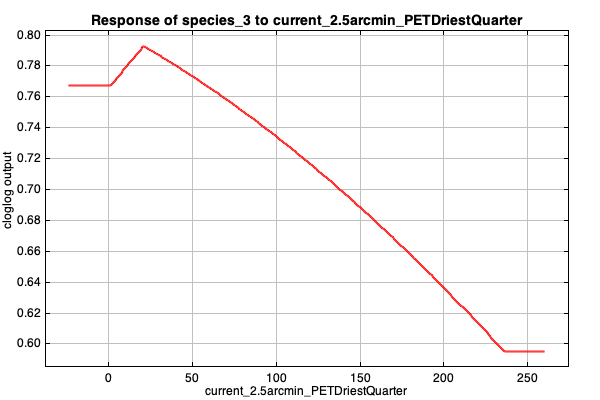 Response of species_3 to current_2.5arcmin_PETDriestQuarter
0.80
0.78
0.76
0.74
0.72
0.70
0.68
0.66
0.64
0.62
0.60
cloglog output
0 50 100 150 200 250
current_2.5arcmin_PETDriestQuarter